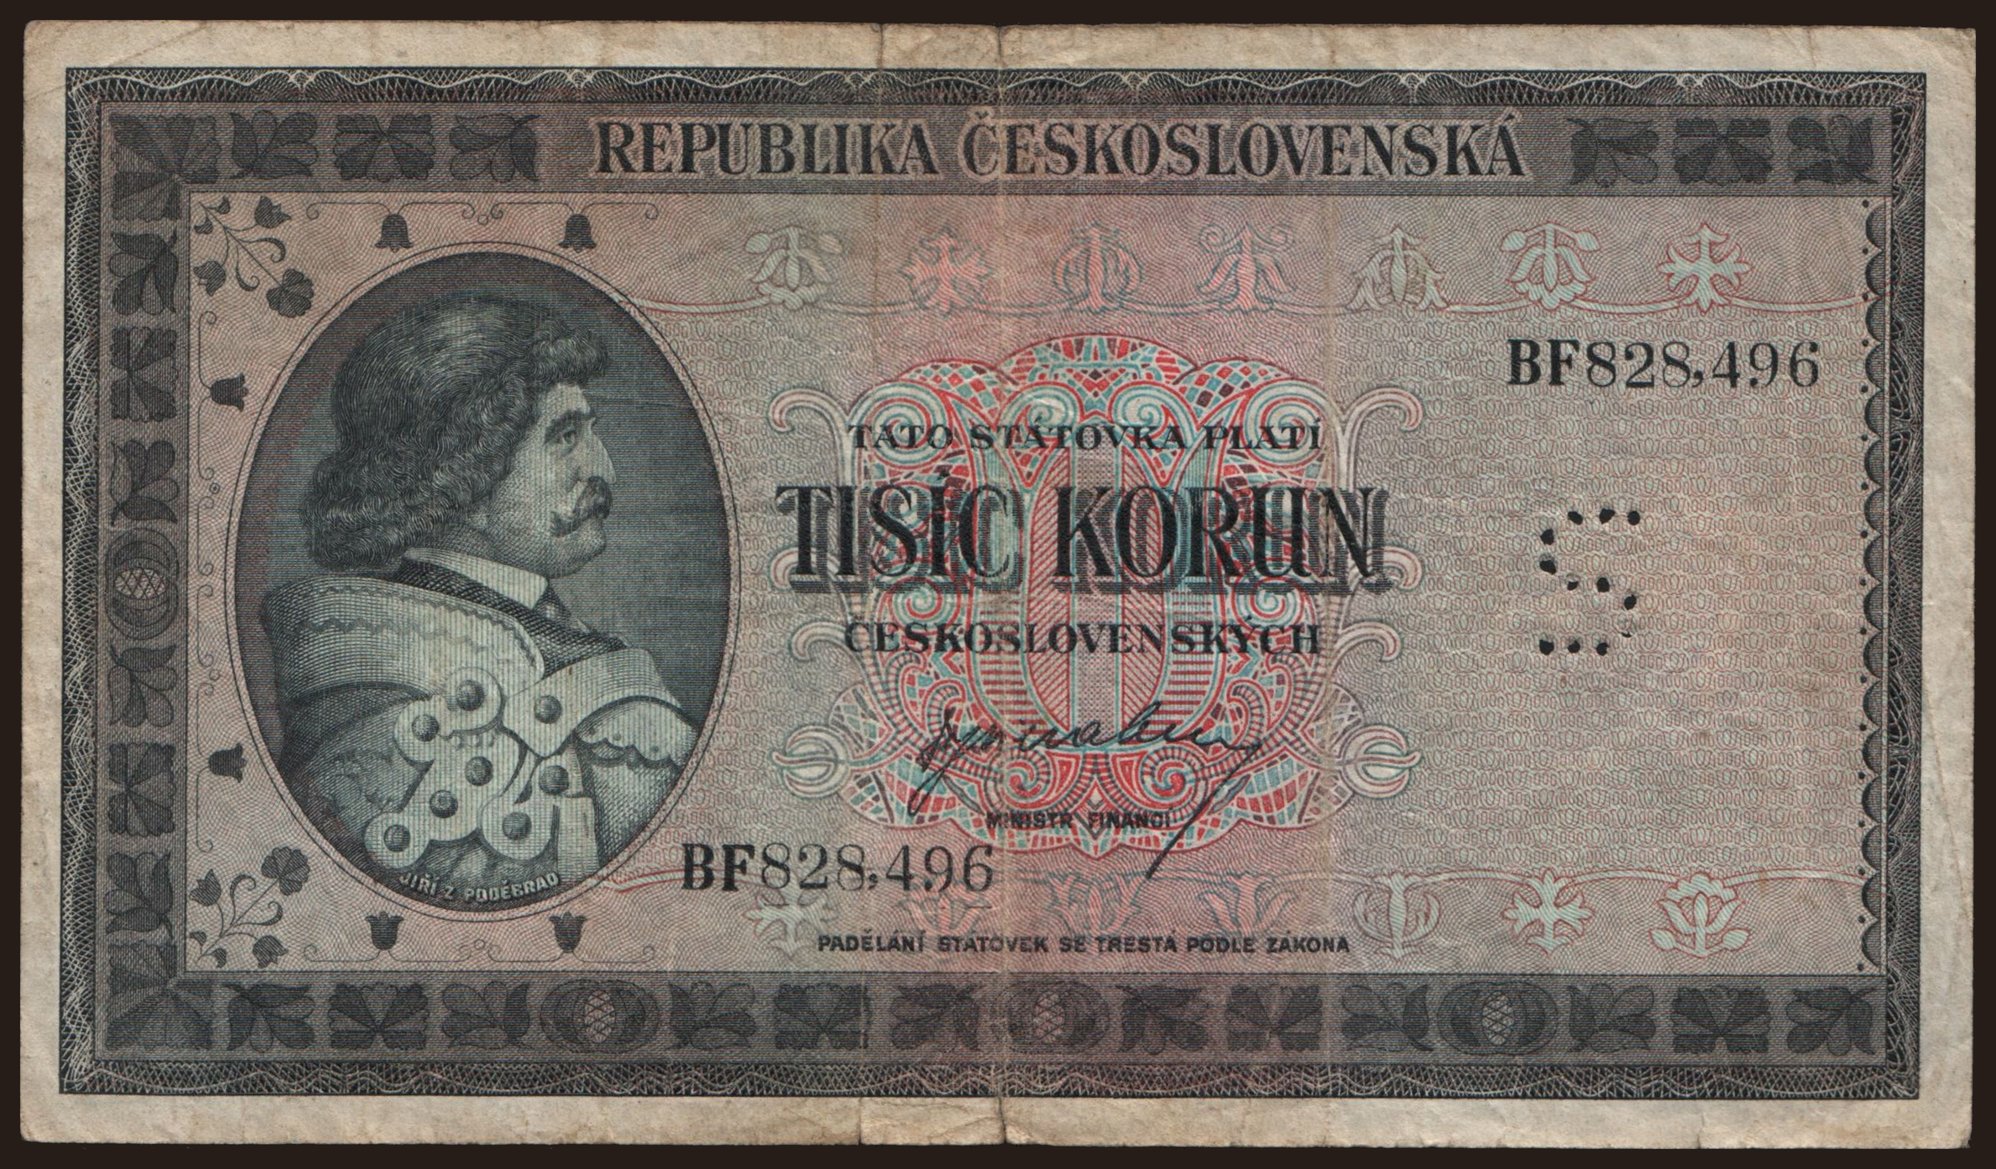 REPUBLIKA ČESKOSLOVENSKÁ
BF828,496
TATO STÁTOVKA PLATÍ
TISÍC KORUN
ČESKOSLOVENSKÝCH
MINISTR FINANCÍ
BF828,496
JIŘÍ Z PODĚBRAD
PADĚLÁNÍ STÁTOVEK SE TRESTÁ PODLE ZÁKONA
S